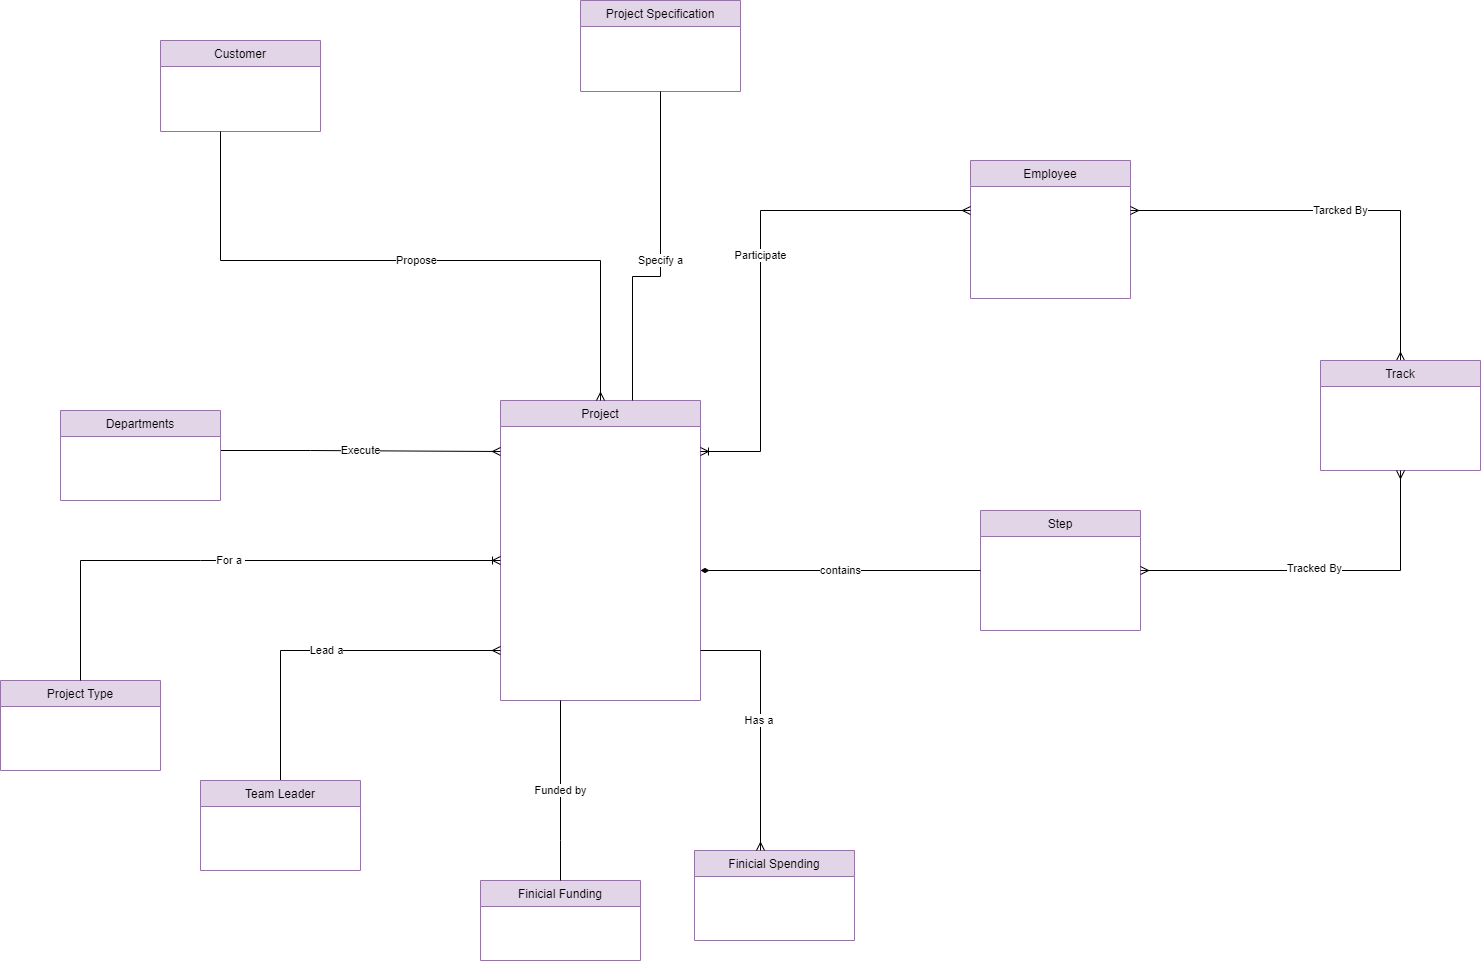 Project Specification
Customer
Employee
Tarcked By
Participate
Propose
Specify a
Track
Project
Departments
Execute
Step
For a
contains
Tracked By
Lead a
Project Type
Has a
Funded by
Team Leader
Finicial Spending
Finicial Funding